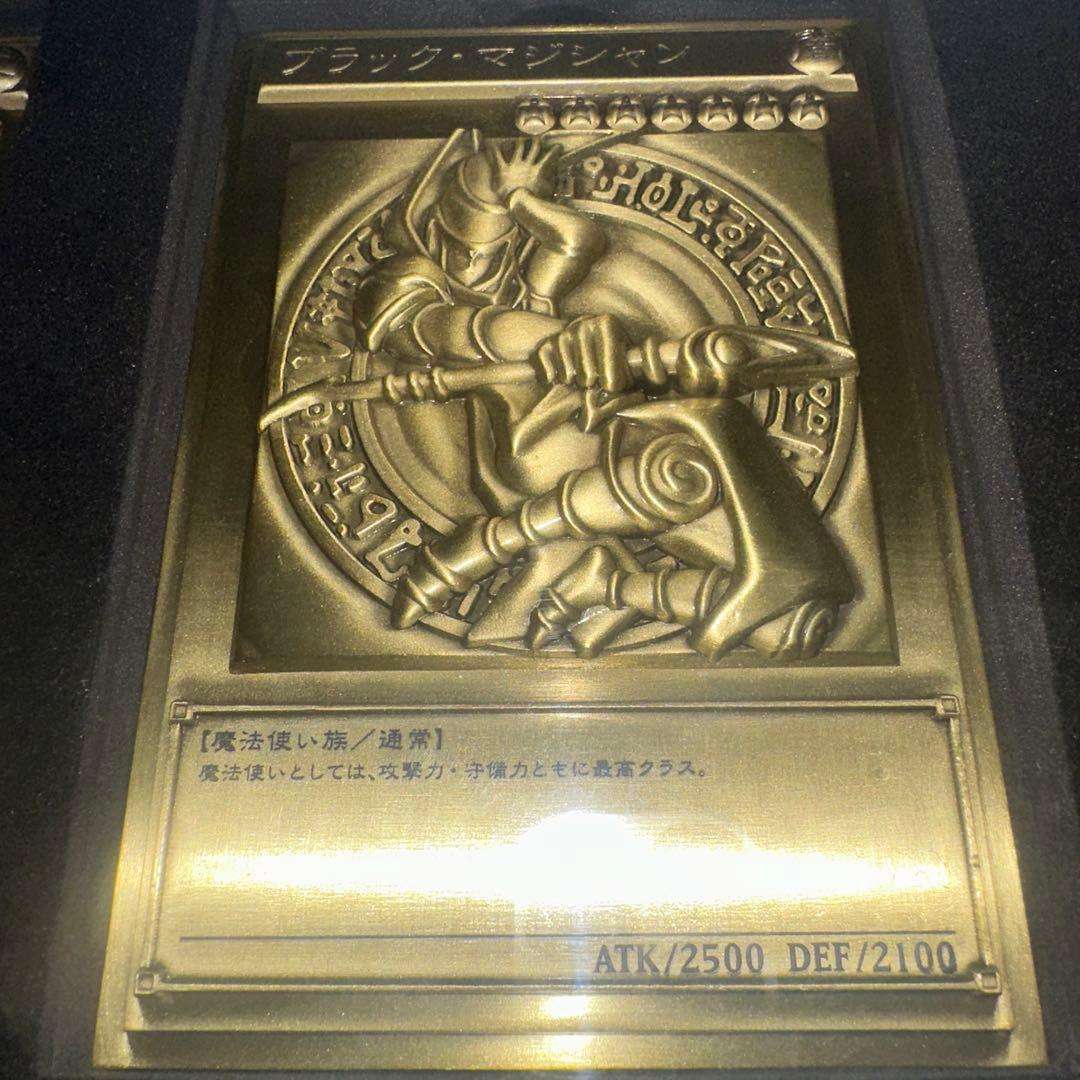 ブラック・マジシャン
【魔法使い族／通常】
魔法使いとしては、攻撃力・守備力ともに最高クラス。
ATK/2500 DEF/2100